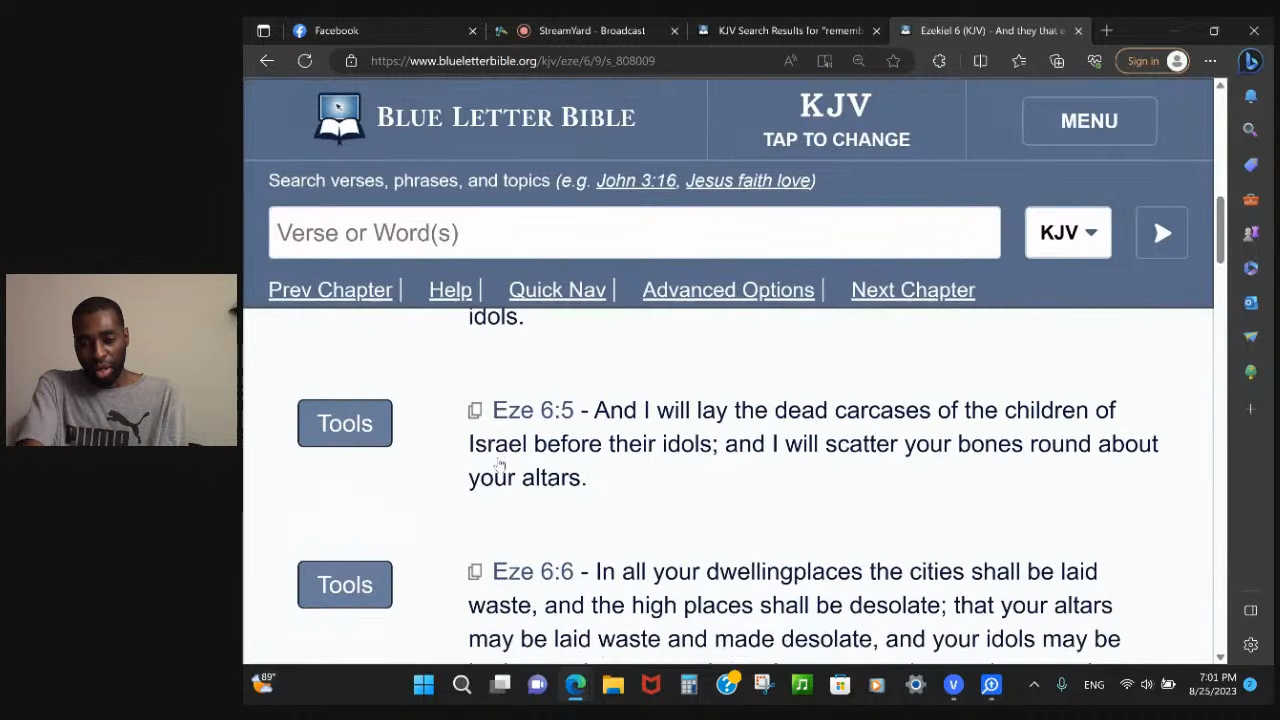 Facebook
StreamYard - Broadcast
KJV Search Results for "rememb
Ezekiel 6 (KJV) - And they that e
https://www.blueletterbible.org/kjv/eze/6/9/s_808009
Sign in
BLUE LETTER BIBLE
KJV
TAP TO CHANGE
MENU
Search verses, phrases, and topics (e.g. John 3:16, Jesus faith love)
Verse or Word(s)
KJV
Prev Chapter | Help | Quick Nav | Advanced Options | Next Chapter
idols.
Tools
Eze 6:5 - And I will lay the dead carcases of the children of
Israel before their idols; and I will scatter your bones round about
your altars.
Tools
Eze 6:6 - In all your dwellingplaces the cities shall be laid
waste, and the high places shall be desolate; that your altars
may be laid waste and made desolate, and your idols may be
PUMA
89°
ENG
7:01 PM
8/25/2023
2